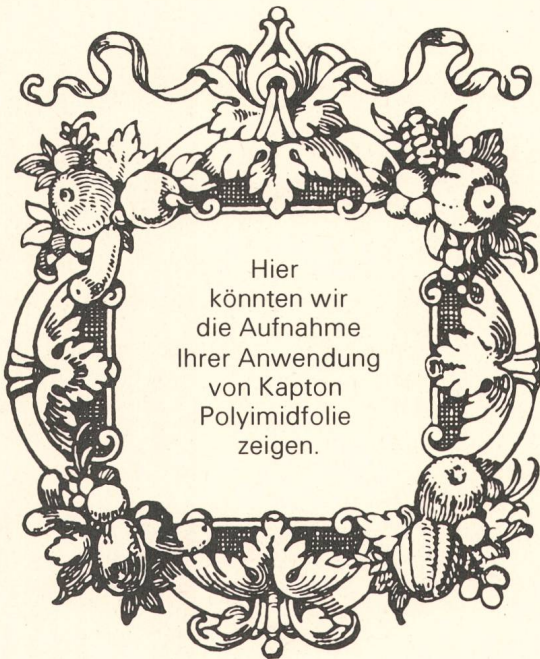 Hier
könnten wir
die Aufnahme
Ihrer Anwendung
von Kapton
Polyimidfolie
zeigen.